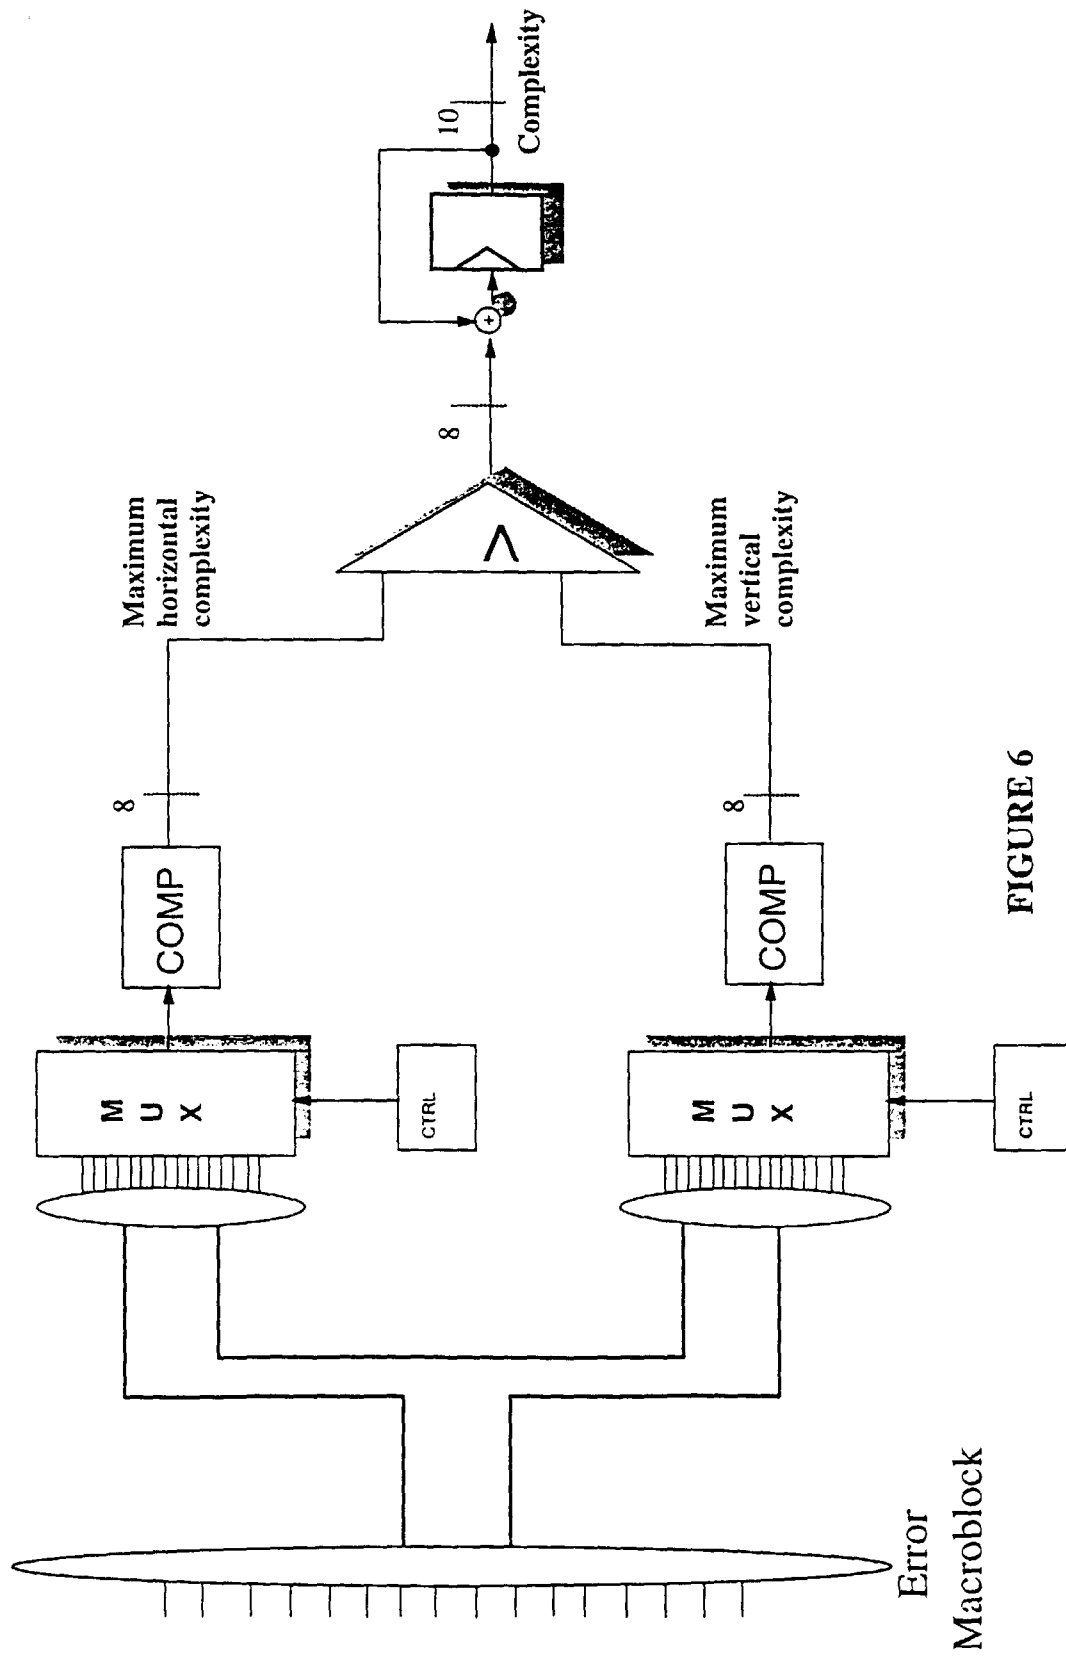 Error
Macroblock
M
U
X
CTRL
COMP
8
Maximum
horizontal
complexity
M
U
X
CTRL
COMP
8
Maximum
vertical
complexity
>
8
+
10
Complexity
FIGURE 6